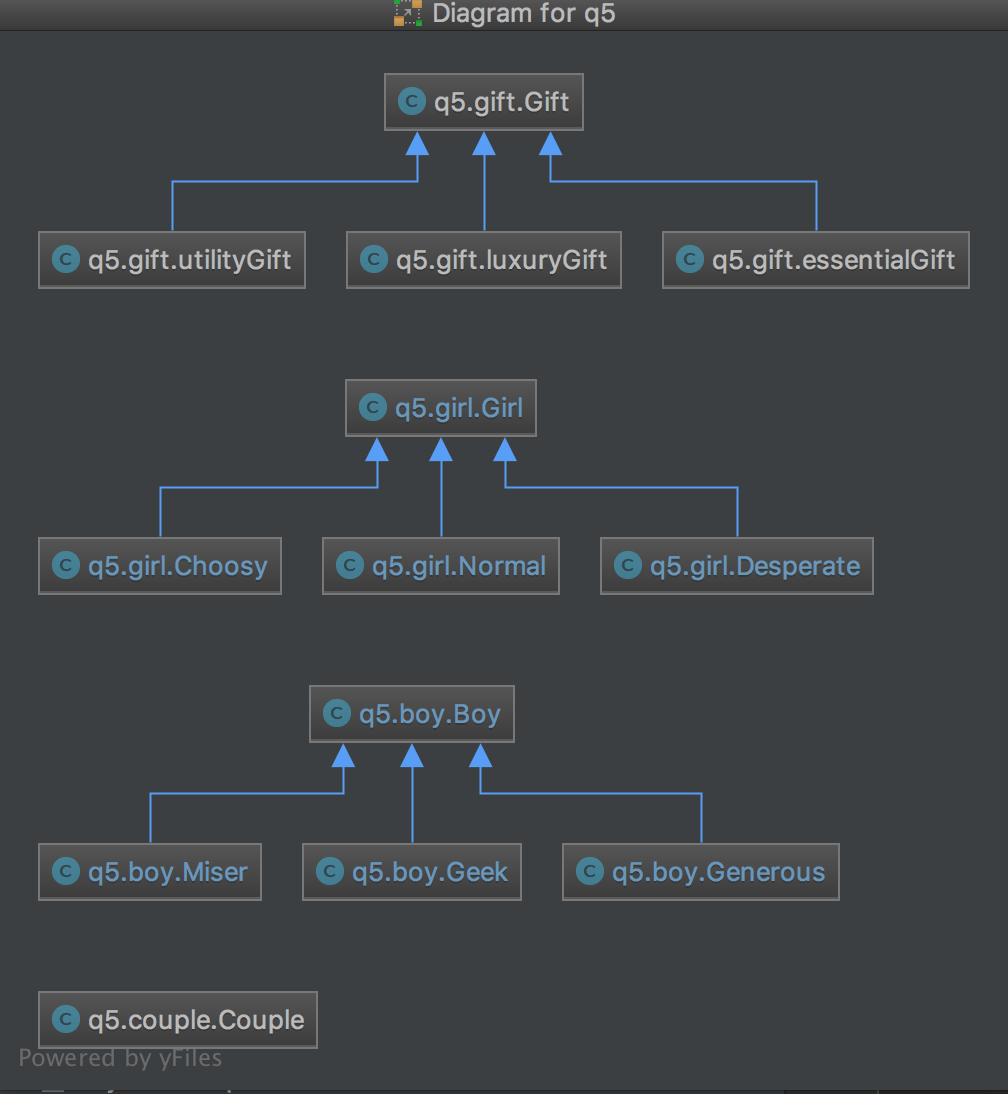 Diagram for q5
C q5.gift.Gift
C q5.gift.utilityGift C q5.gift.luxuryGift C q5.gift.essentialGift
C q5.girl.Girl
C q5.girl.Choosy C q5.girl.Normal C q5.girl.Desperate
C q5.boy.Boy
C q5.boy.Miser C q5.boy.Geek C q5.boy.Generous
C q5.couple.Couple
Powered by yFiles